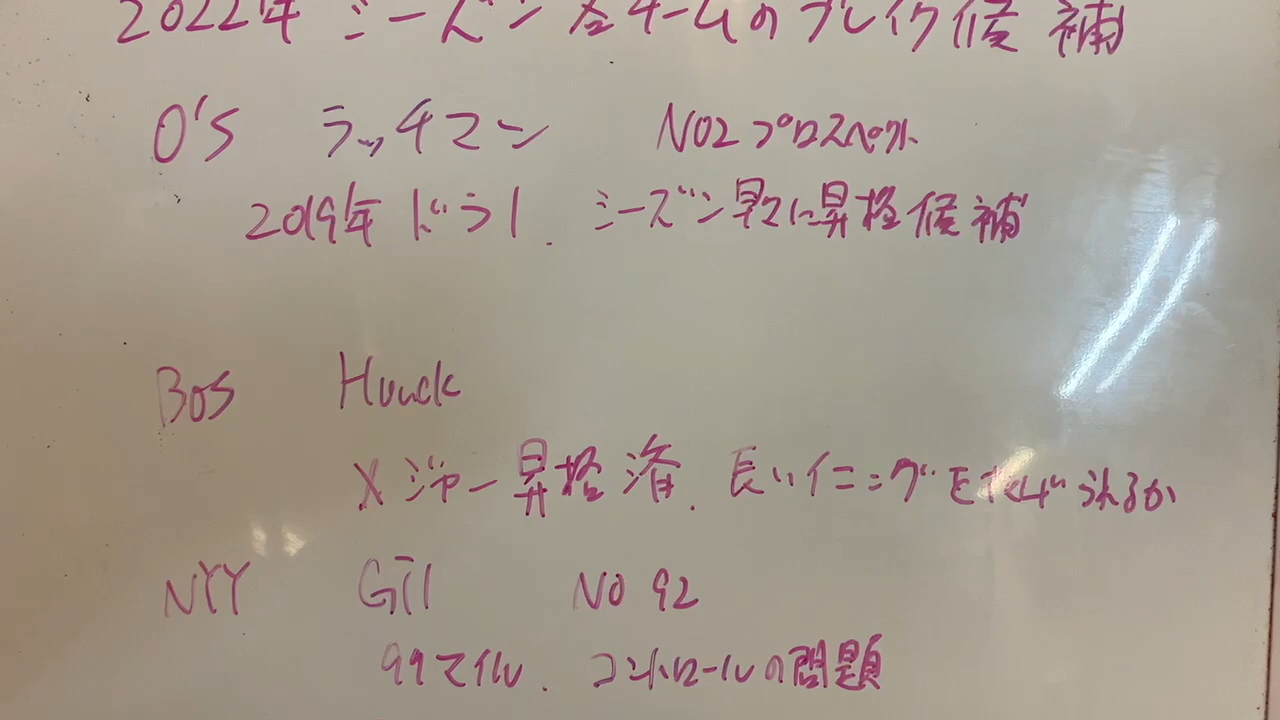 2022年 シーズン 各チームのブレイク候補
O's ラッチマン NO2プロスペクト
2019年ドラ1. シーズン早々に昇格候補
BOS Houck
メジャー昇格済. 長いイニングをなげられるか
NYY Gil NO 92
99マイル. コントロールの問題